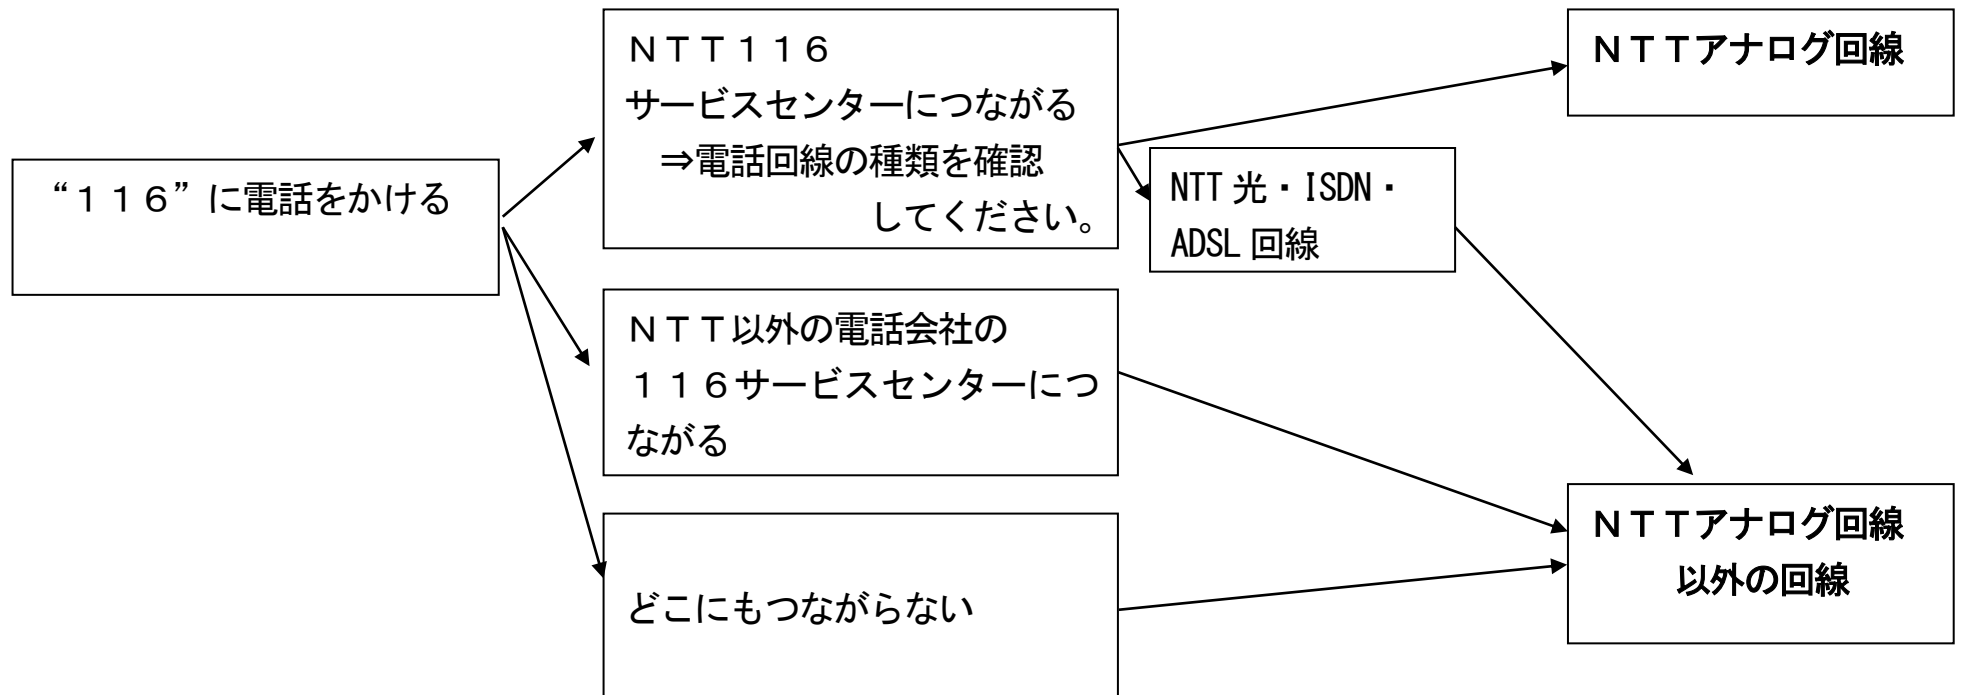 “１１６”に電話をかける
ＮＴＴ１１６
サービスセンターにつながる
⇒電話回線の種類を確認
してください。
ＮＴＴ以外の電話会社の
１１６サービスセンターにつ
ながる
どこにもつながらない
NTT 光・ISDN・
ADSL 回線
ＮＴＴアナログ回線
ＮＴＴアナログ回線
以外の回線